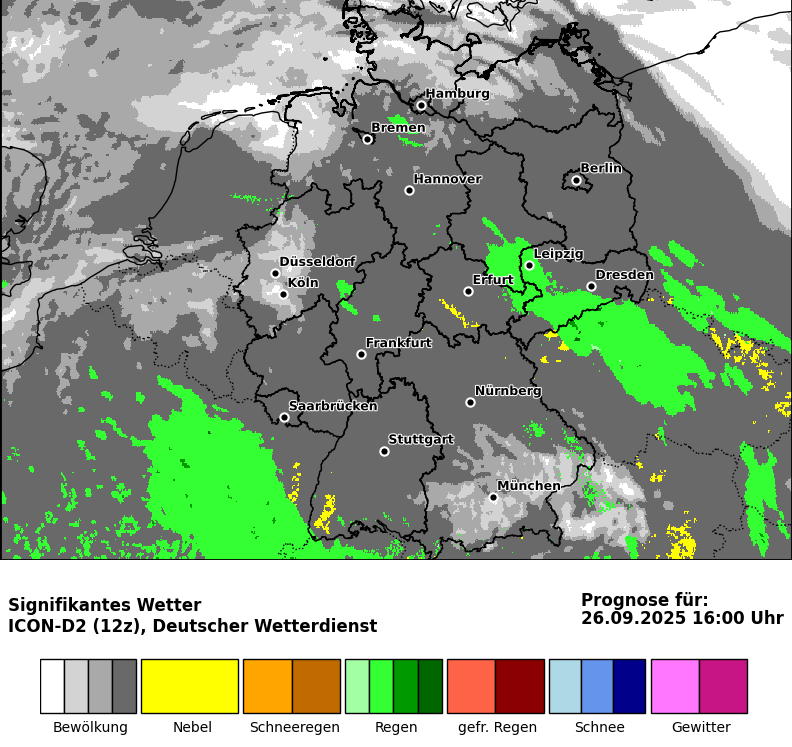 Hamburg
Bremen
Berlin
Hannover
Leipzig
Düsseldorf
Dresden
Erfurt
Köln
Frankfurt
Nürnberg
Saarbrücken
Stuttgart
München
Signifikantes Wetter
ICON-D2 (12z), Deutscher Wetterdienst
Prognose für:
26.09.2025 16:00 Uhr
Bewölkung Nebel Schneeregen Regen gefr. Regen Schnee Gewitter